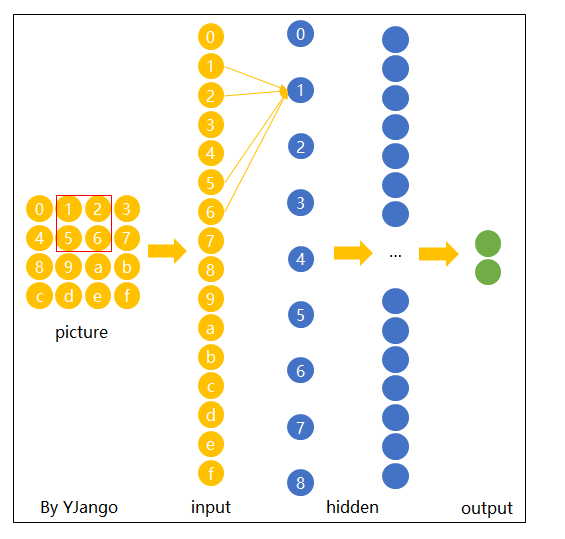 0 1 2 3
4 5 6 7
8 9 a b
c d e f
picture
By YJango
0
1
2
3
4
5
6
7
8
9
a
b
c
d
e
f
input
0
1
2
3
4
5
6
7
8
...
hidden
output